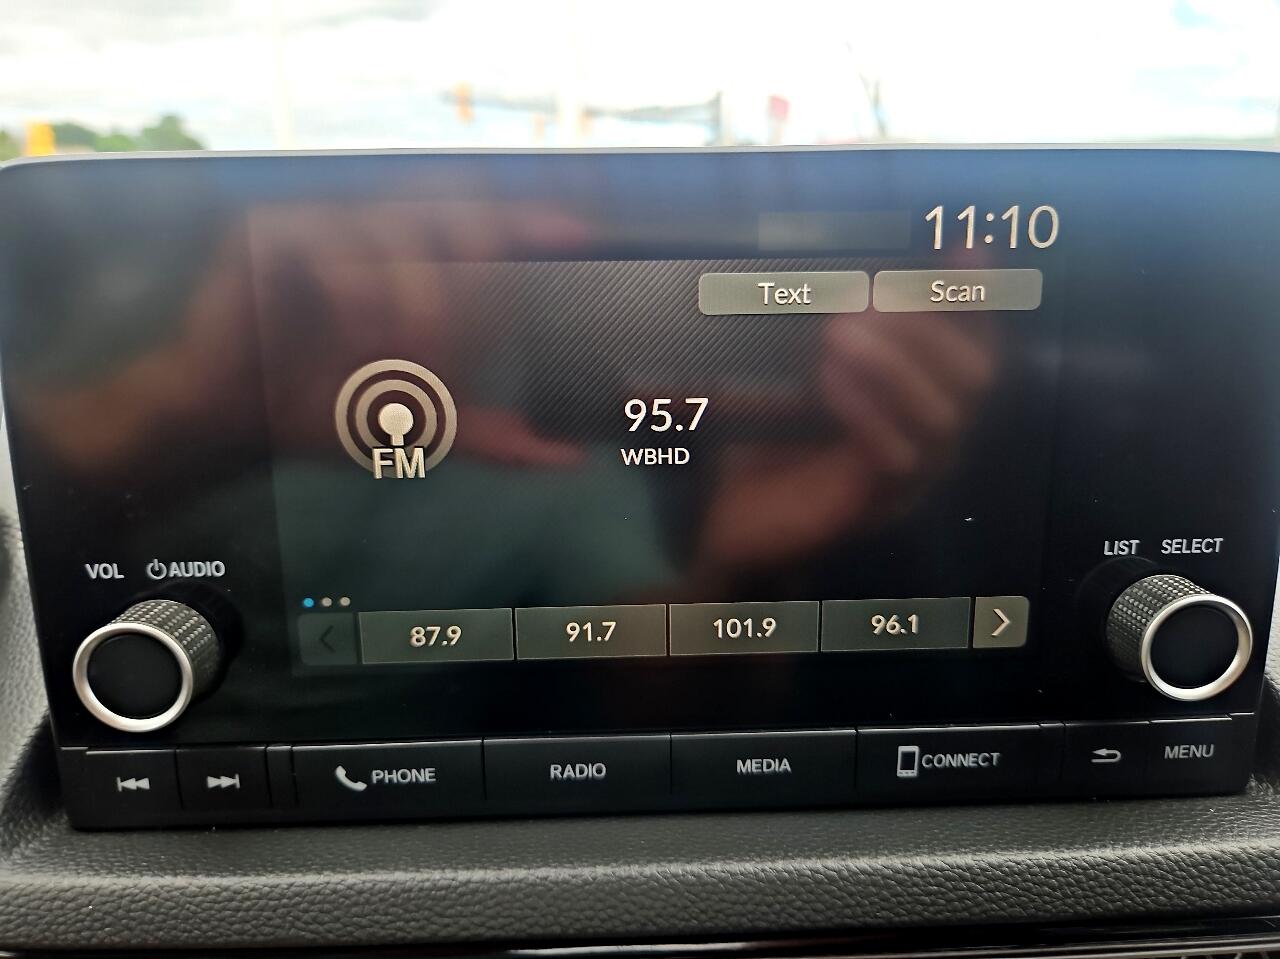 11:10
Text Scan
FM
95.7
WBHD
VOL AUDIO
LIST SELECT
87.9 91.7 101.9 96.1
PHONE RADIO MEDIA CONNECT MENU